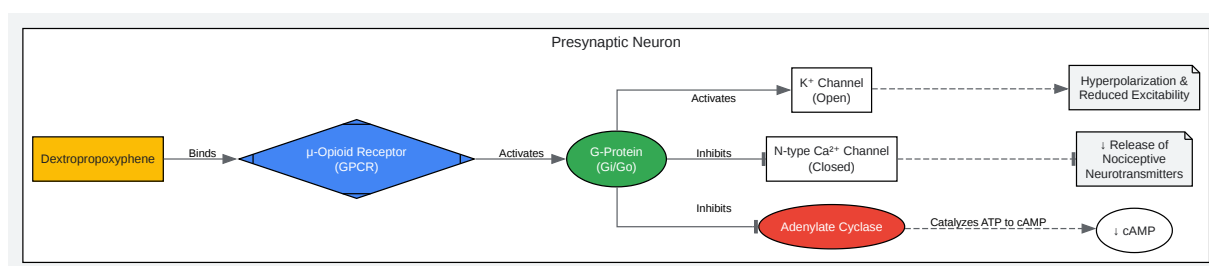 Presynaptic Neuron
Dextropropoxyphene
Binds
μ-Opioid Receptor
(GPCR)
Activates
G-Protein
(Gi/Go)
Activates
K⁺ Channel
(Open)
Hyperpolarization &
Reduced Excitability
Inhibits
N-type Ca²⁺ Channel
(Closed)
↓ Release of
Nociceptive
Neurotransmitters
Inhibits
Adenylate Cyclase
Catalyzes ATP to cAMP
↓ cAMP